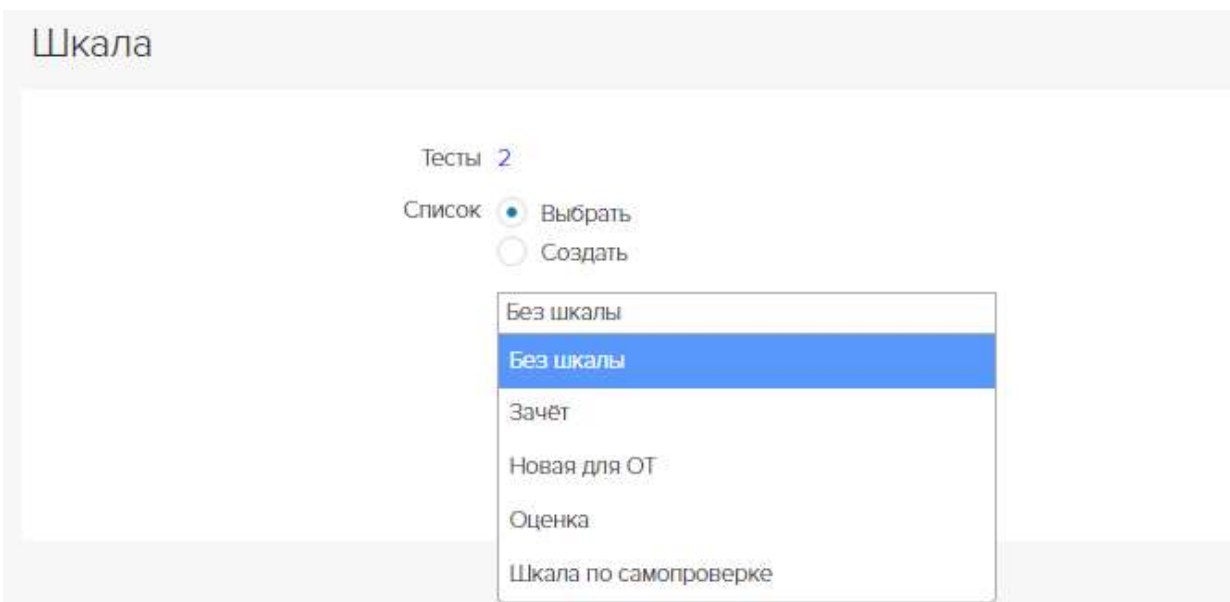 Шкала
Тесты 2
Список Выбрать
Создать
Без шкалы
Без шкалы
Зачёт
Новая для ОТ
Оценка
Шкала по самопроверке